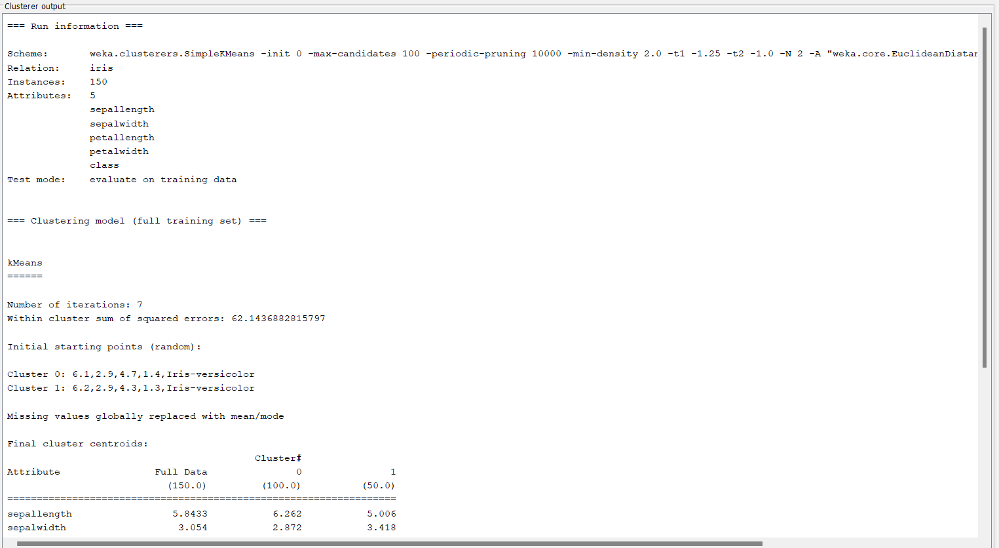 Clusterer output
=== Run information ===
Scheme:       weka.clusterers.SimpleKMeans -init 0 -max-candidates 100 -periodic-pruning 10000 -min-density 2.0 -t1 -1.25 -t2 -1.0 -N 2 -A "weka.core.EuclideanDistan
Relation:     iris
Instances:    150
Attributes:   5
              sepallength
              sepalwidth
              petallength
              petalwidth
              class
Test mode:    evaluate on training data
=== Clustering model (full training set) ===
kMeans
======
Number of iterations: 7
Within cluster sum of squared errors: 62.1436882815797
Initial starting points (random):
Cluster 0: 6.1,2.9,4.7,1.4,Iris-versicolor
Cluster 1: 6.2,2.9,4.3,1.3,Iris-versicolor
Missing values globally replaced with mean/mode
Final cluster centroids:
                                          Cluster#
Attribute                Full Data               0               1
                           (150.0)         (100.0)          (50.0)
==================================================================
sepallength                 5.8433           6.262           5.006
sepalwidth                   3.054           2.872           3.418